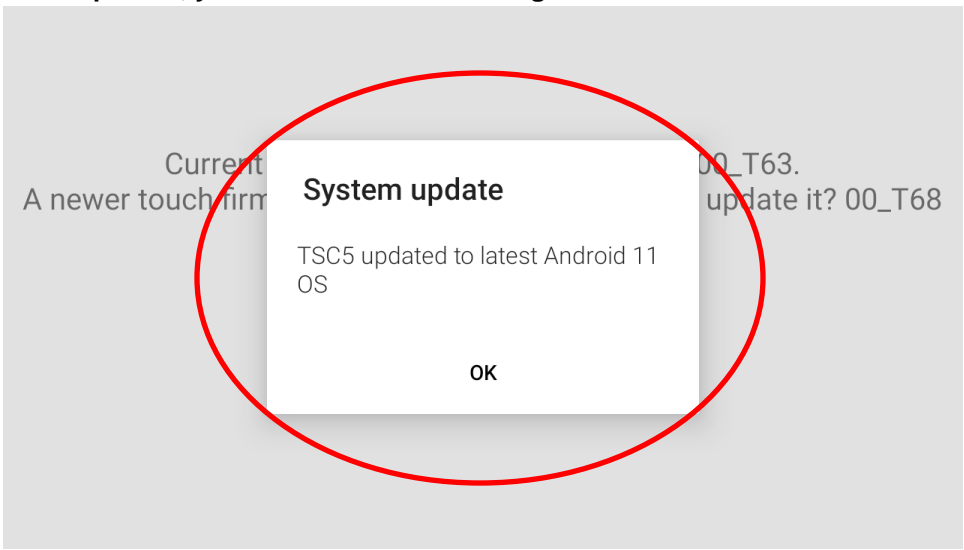 Current 00_T63.
A newer touch firm update it? 00_T68
System update
TSC5 updated to latest Android 11
OS
OK